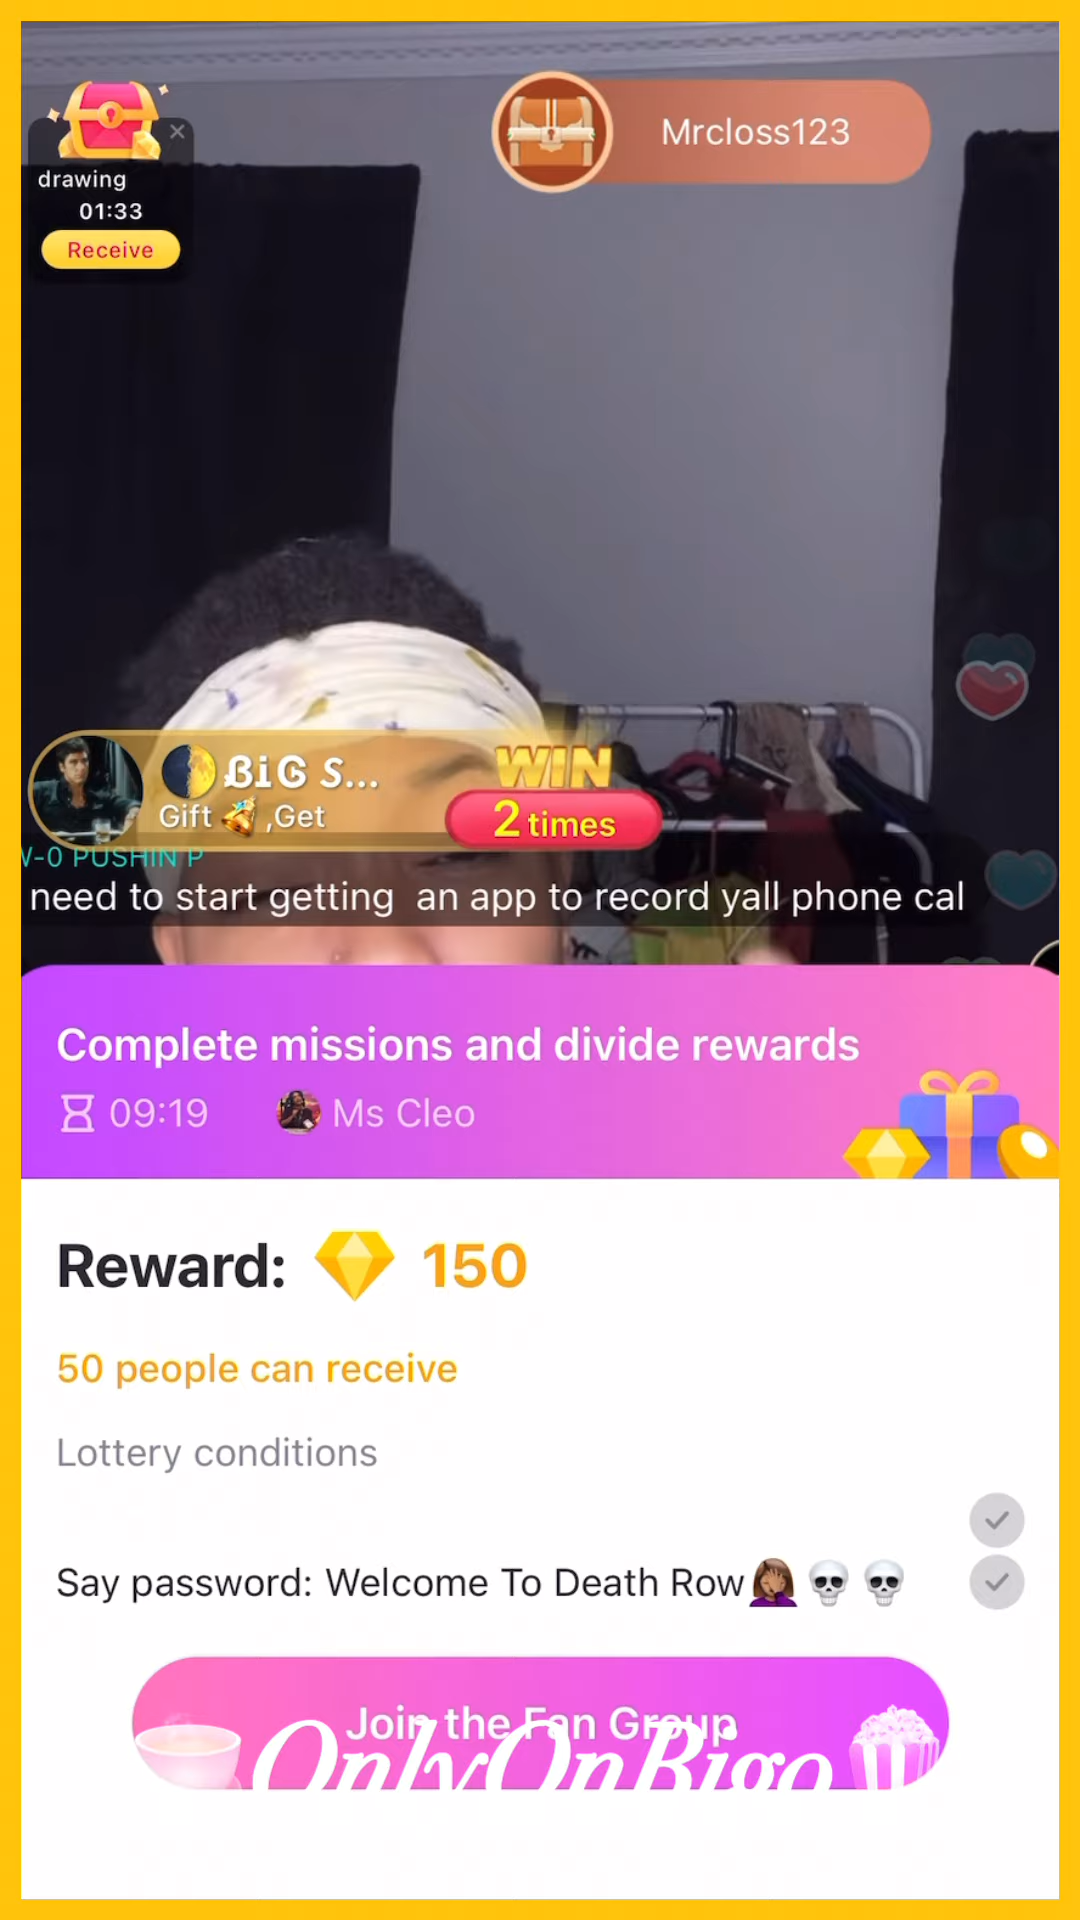 Mrcloss123
drawing
01:33
Receive
BiG S...
Gift ,Get
WIN
2 times
W-0 PUSHIN P
need to start getting an app to record yall phone cal
Complete missions and divide rewards
09:19 Ms Cleo
Reward: 150
50 people can receive
Lottery conditions
Say password: Welcome To Death Row🤦🏾‍♀️💀💀
Join the Fan Group
OnlyOnBigo